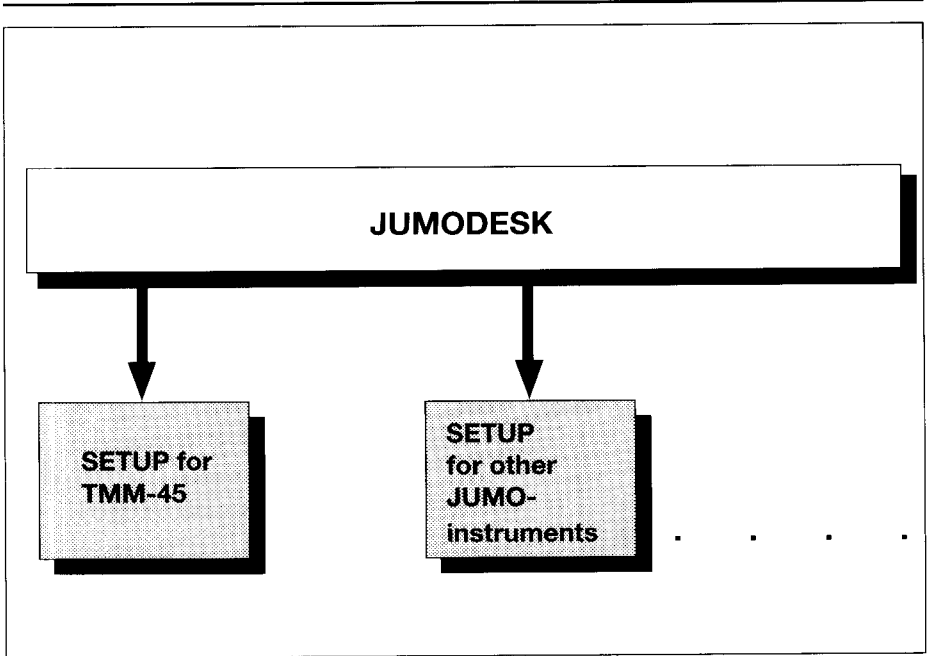 JUMODESK
SETUP for
TMM-45
SETUP
for other
JUMO-
instruments . . . .